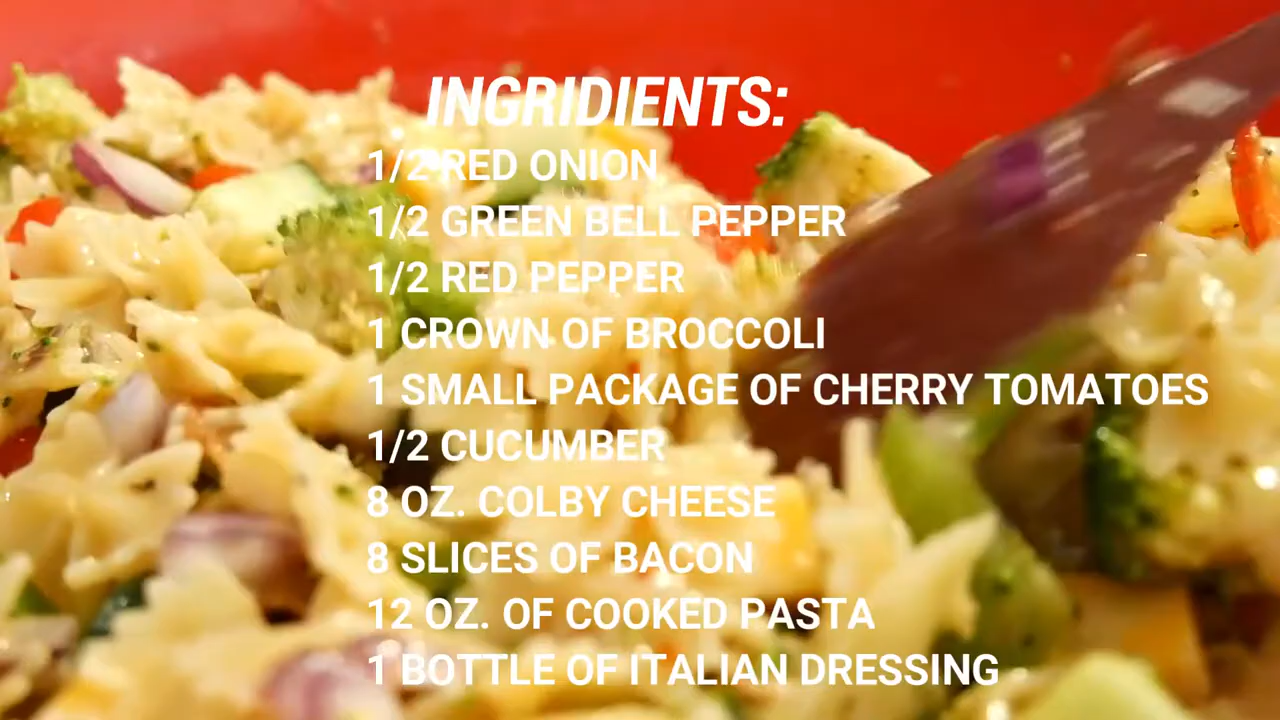 INGRIDIENTS:
1/2 RED ONION
1/2 GREEN BELL PEPPER
1/2 RED PEPPER
1 CROWN OF BROCCOLI
1 SMALL PACKAGE OF CHERRY TOMATOES
1/2 CUCUMBER
8 OZ. COLBY CHEESE
8 SLICES OF BACON
12 OZ. OF COOKED PASTA
1 BOTTLE OF ITALIAN DRESSING